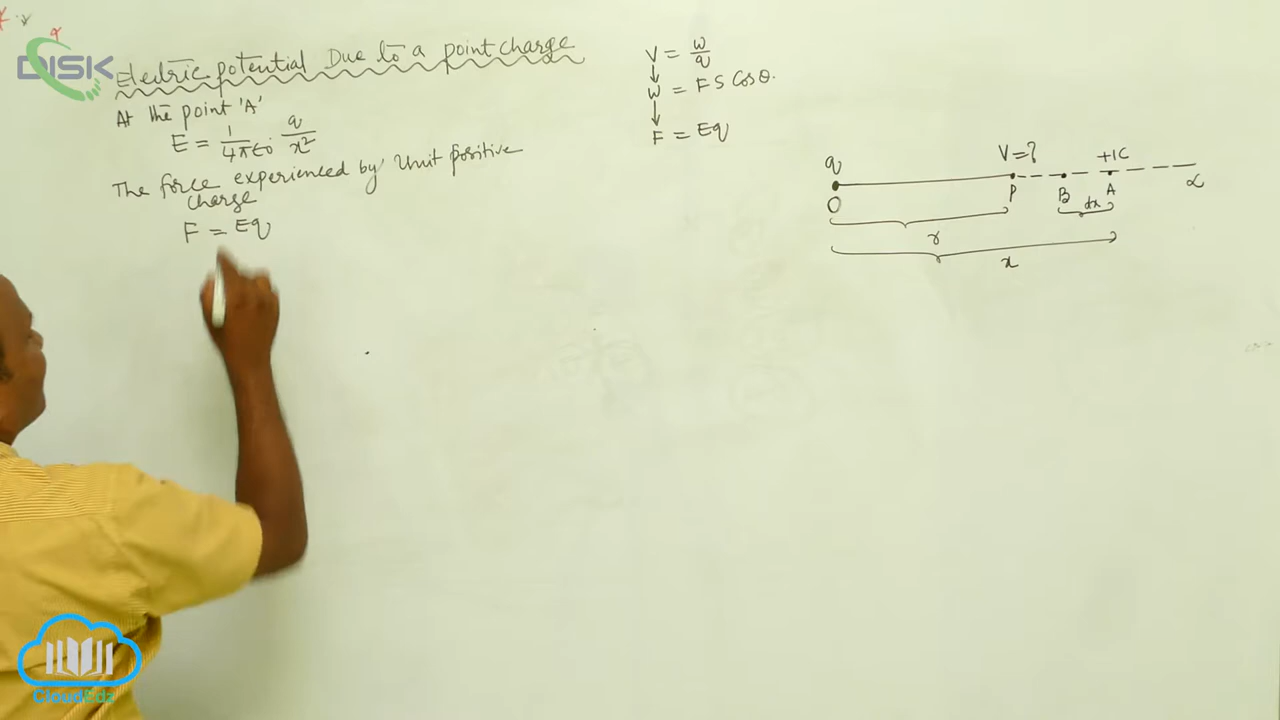 DISK
Electric potential Due to a point charge
At the point 'A'
E = 1/4πϵ₀ · q/x²
The force experienced by Unit positive
charge
F = Eq
V = W/q
↓
W = F S Cosθ.
↓
F = Eq
q V=? +1C
O P B A α
dx
r
x
CloudEdz